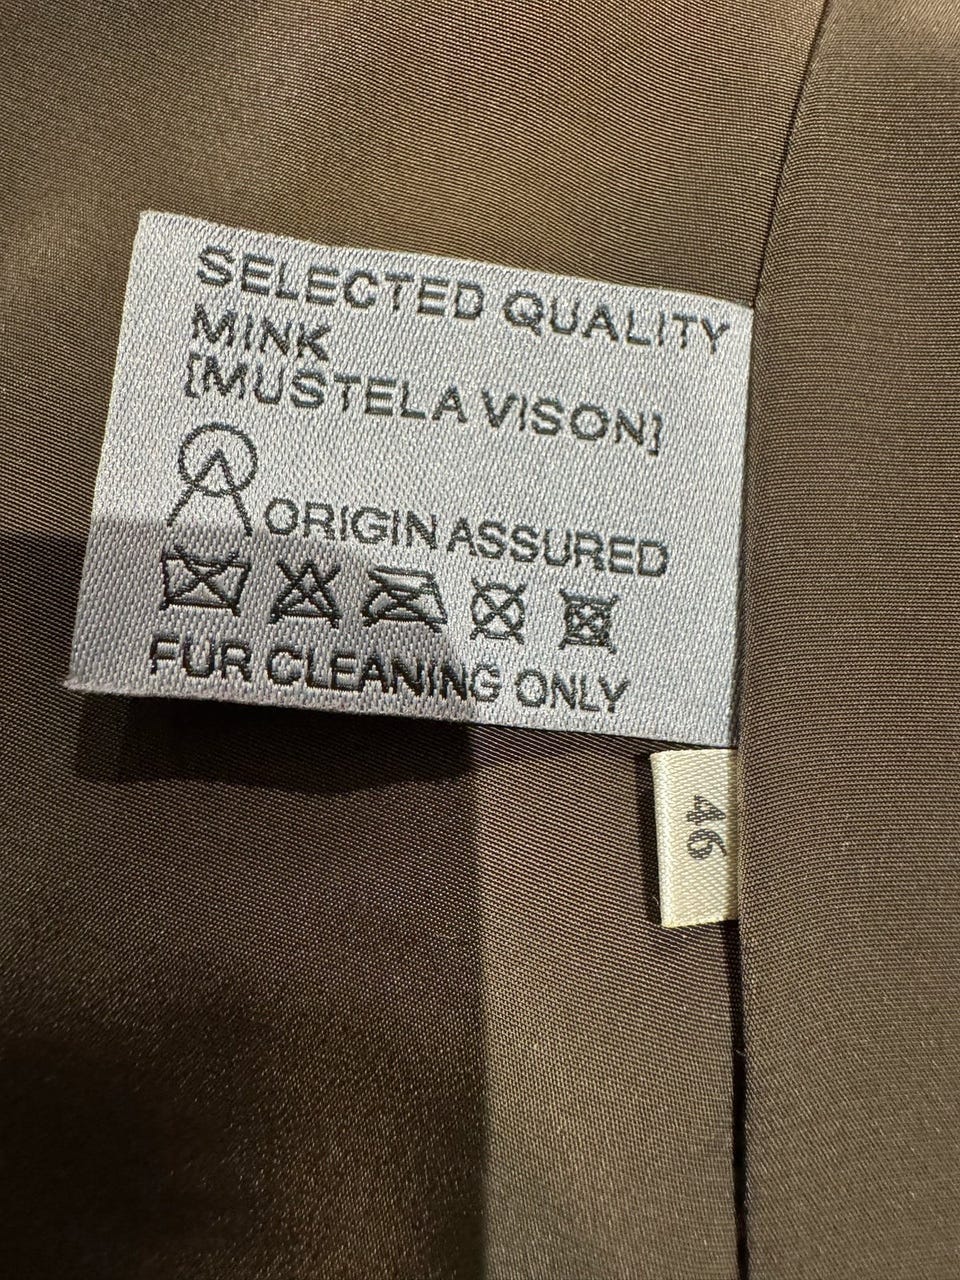 SELECTED QUALITY
MINK
[MUSTELA VISON]
ORIGIN ASSURED
FUR CLEANING ONLY
46